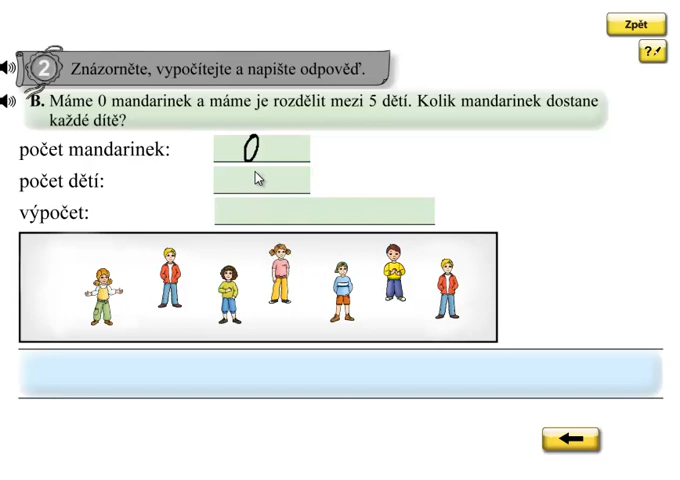 Zpět
?✓
2 Znázorněte, vypočítejte a napište odpověď.
B. Máme 0 mandarinek a máme je rozdělit mezi 5 dětí. Kolik mandarinek dostane
každé dítě?
počet mandarinek: 0
počet dětí:
výpočet: